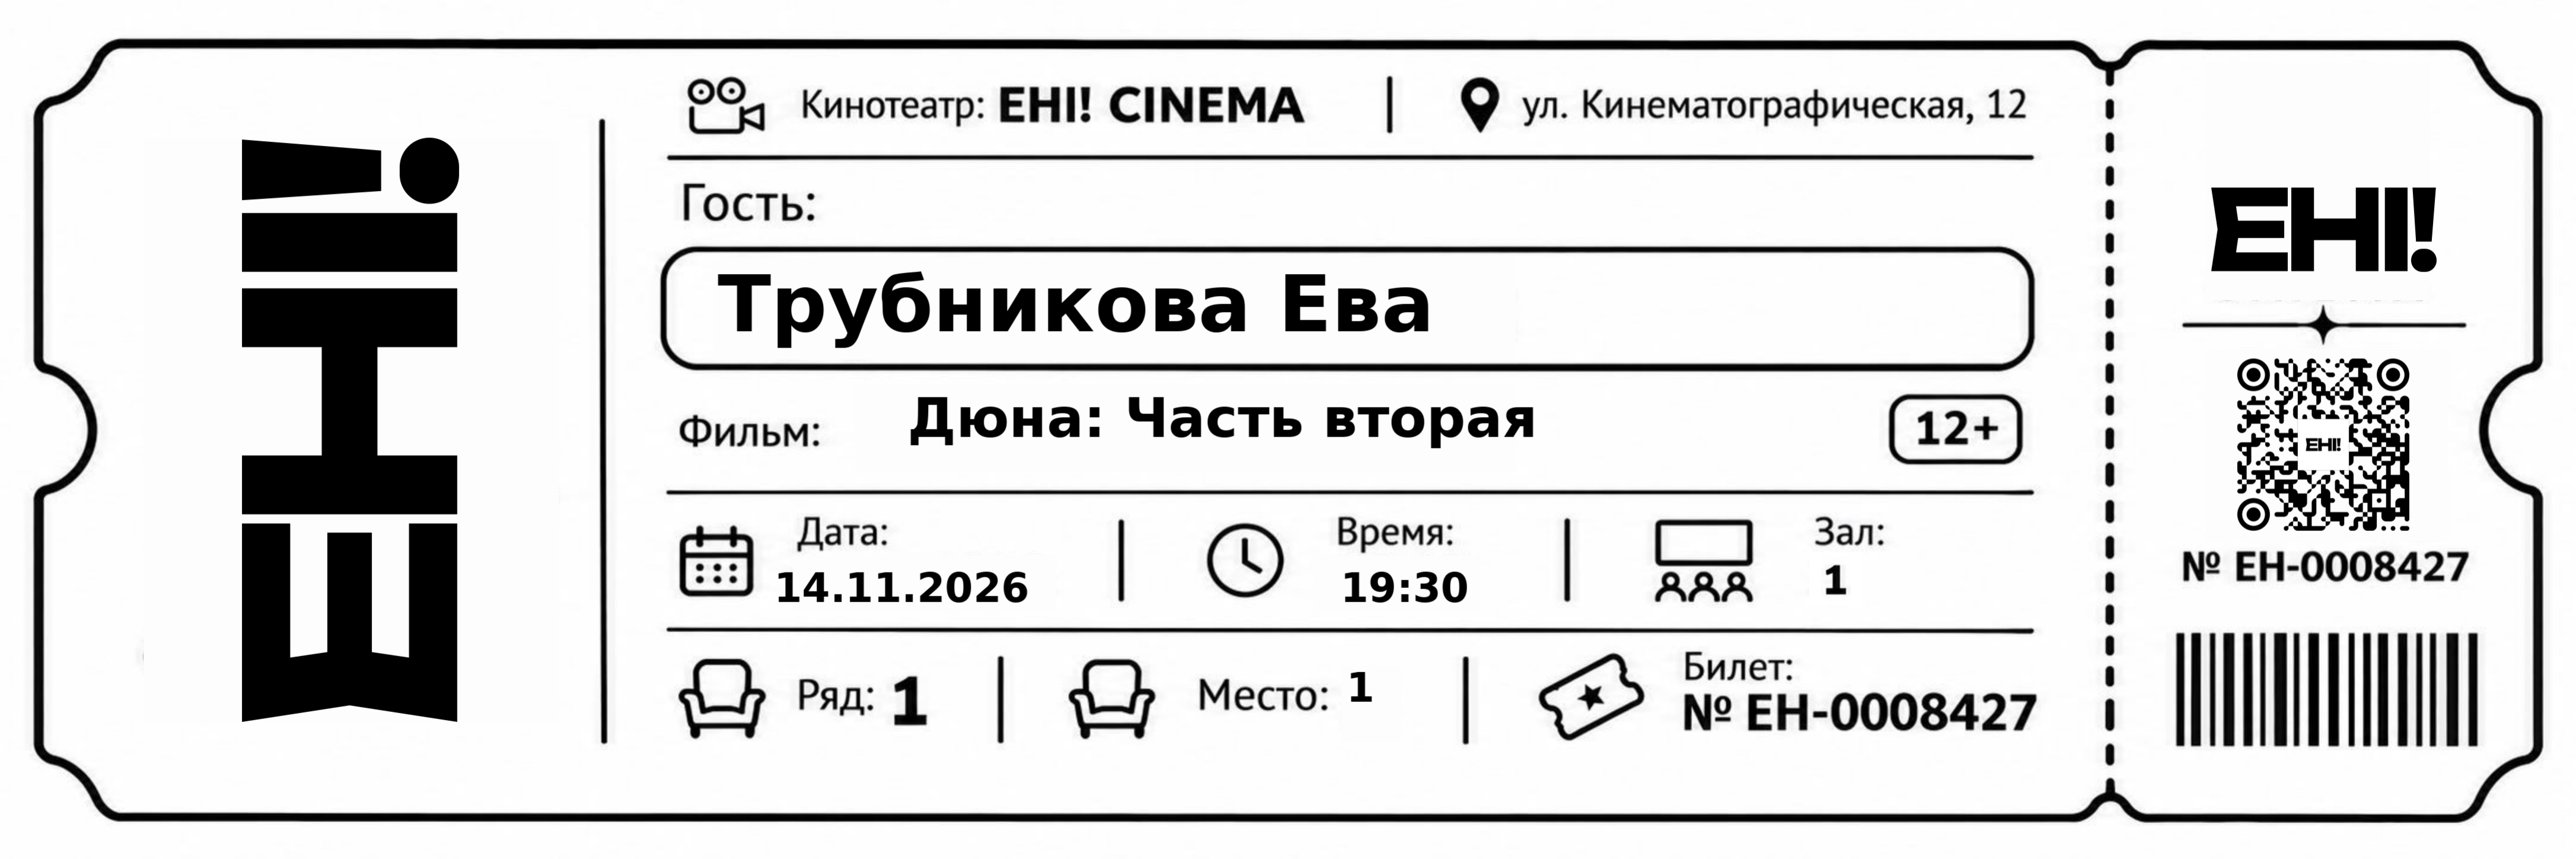 EHI!
Кинотеатр: EHI! CINEMA
ул. Кинематографическая, 12
Гость:
Трубникова Ева
Фильм: Дюна: Часть вторая
12+
Дата:
14.11.2026
Время:
19:30
Зал:
1
Ряд: 1
Место: 1
Билет:
№ EH-0008427
EHI!
EHI!
№ EH-0008427